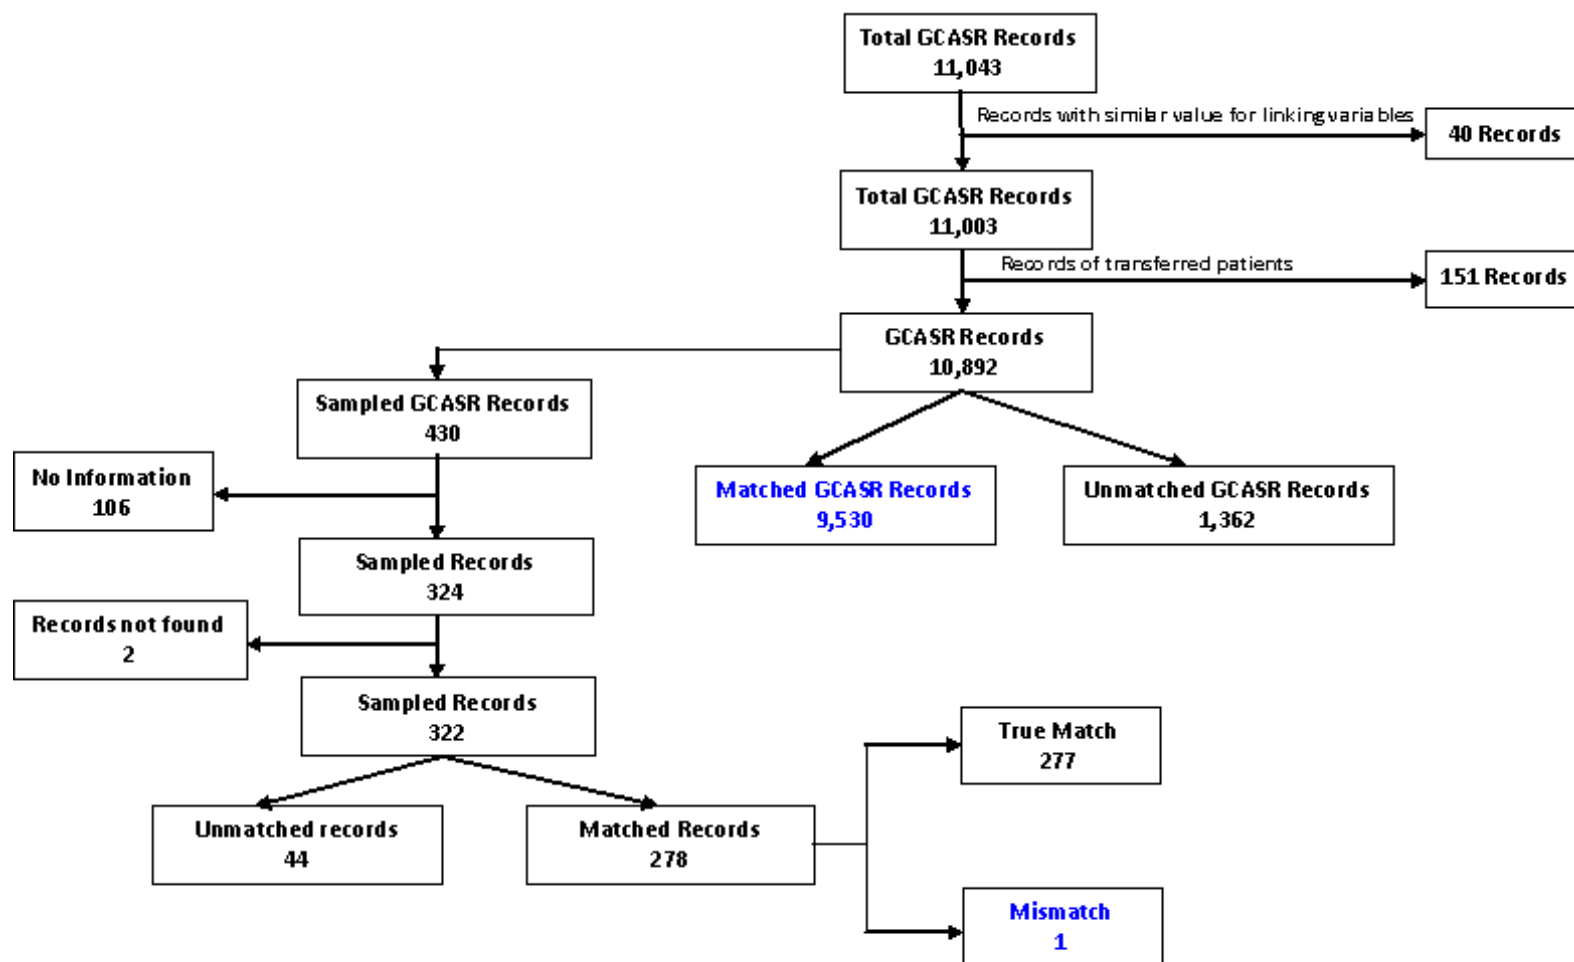 Total GCASR Records
11,043
Records with similar value for linking variables
40 Records
Total GCASR Records
11,003
Records of transferred patients
151 Records
GCASR Records
10,892
Sampled GCASR Records
430
No Information
106
Matched GCASR Records
9,530
Unmatched GCASR Records
1,362
Sampled Records
324
Records not found
2
Sampled Records
322
True Match
277
Unmatched records
44
Matched Records
278
Mismatch
1